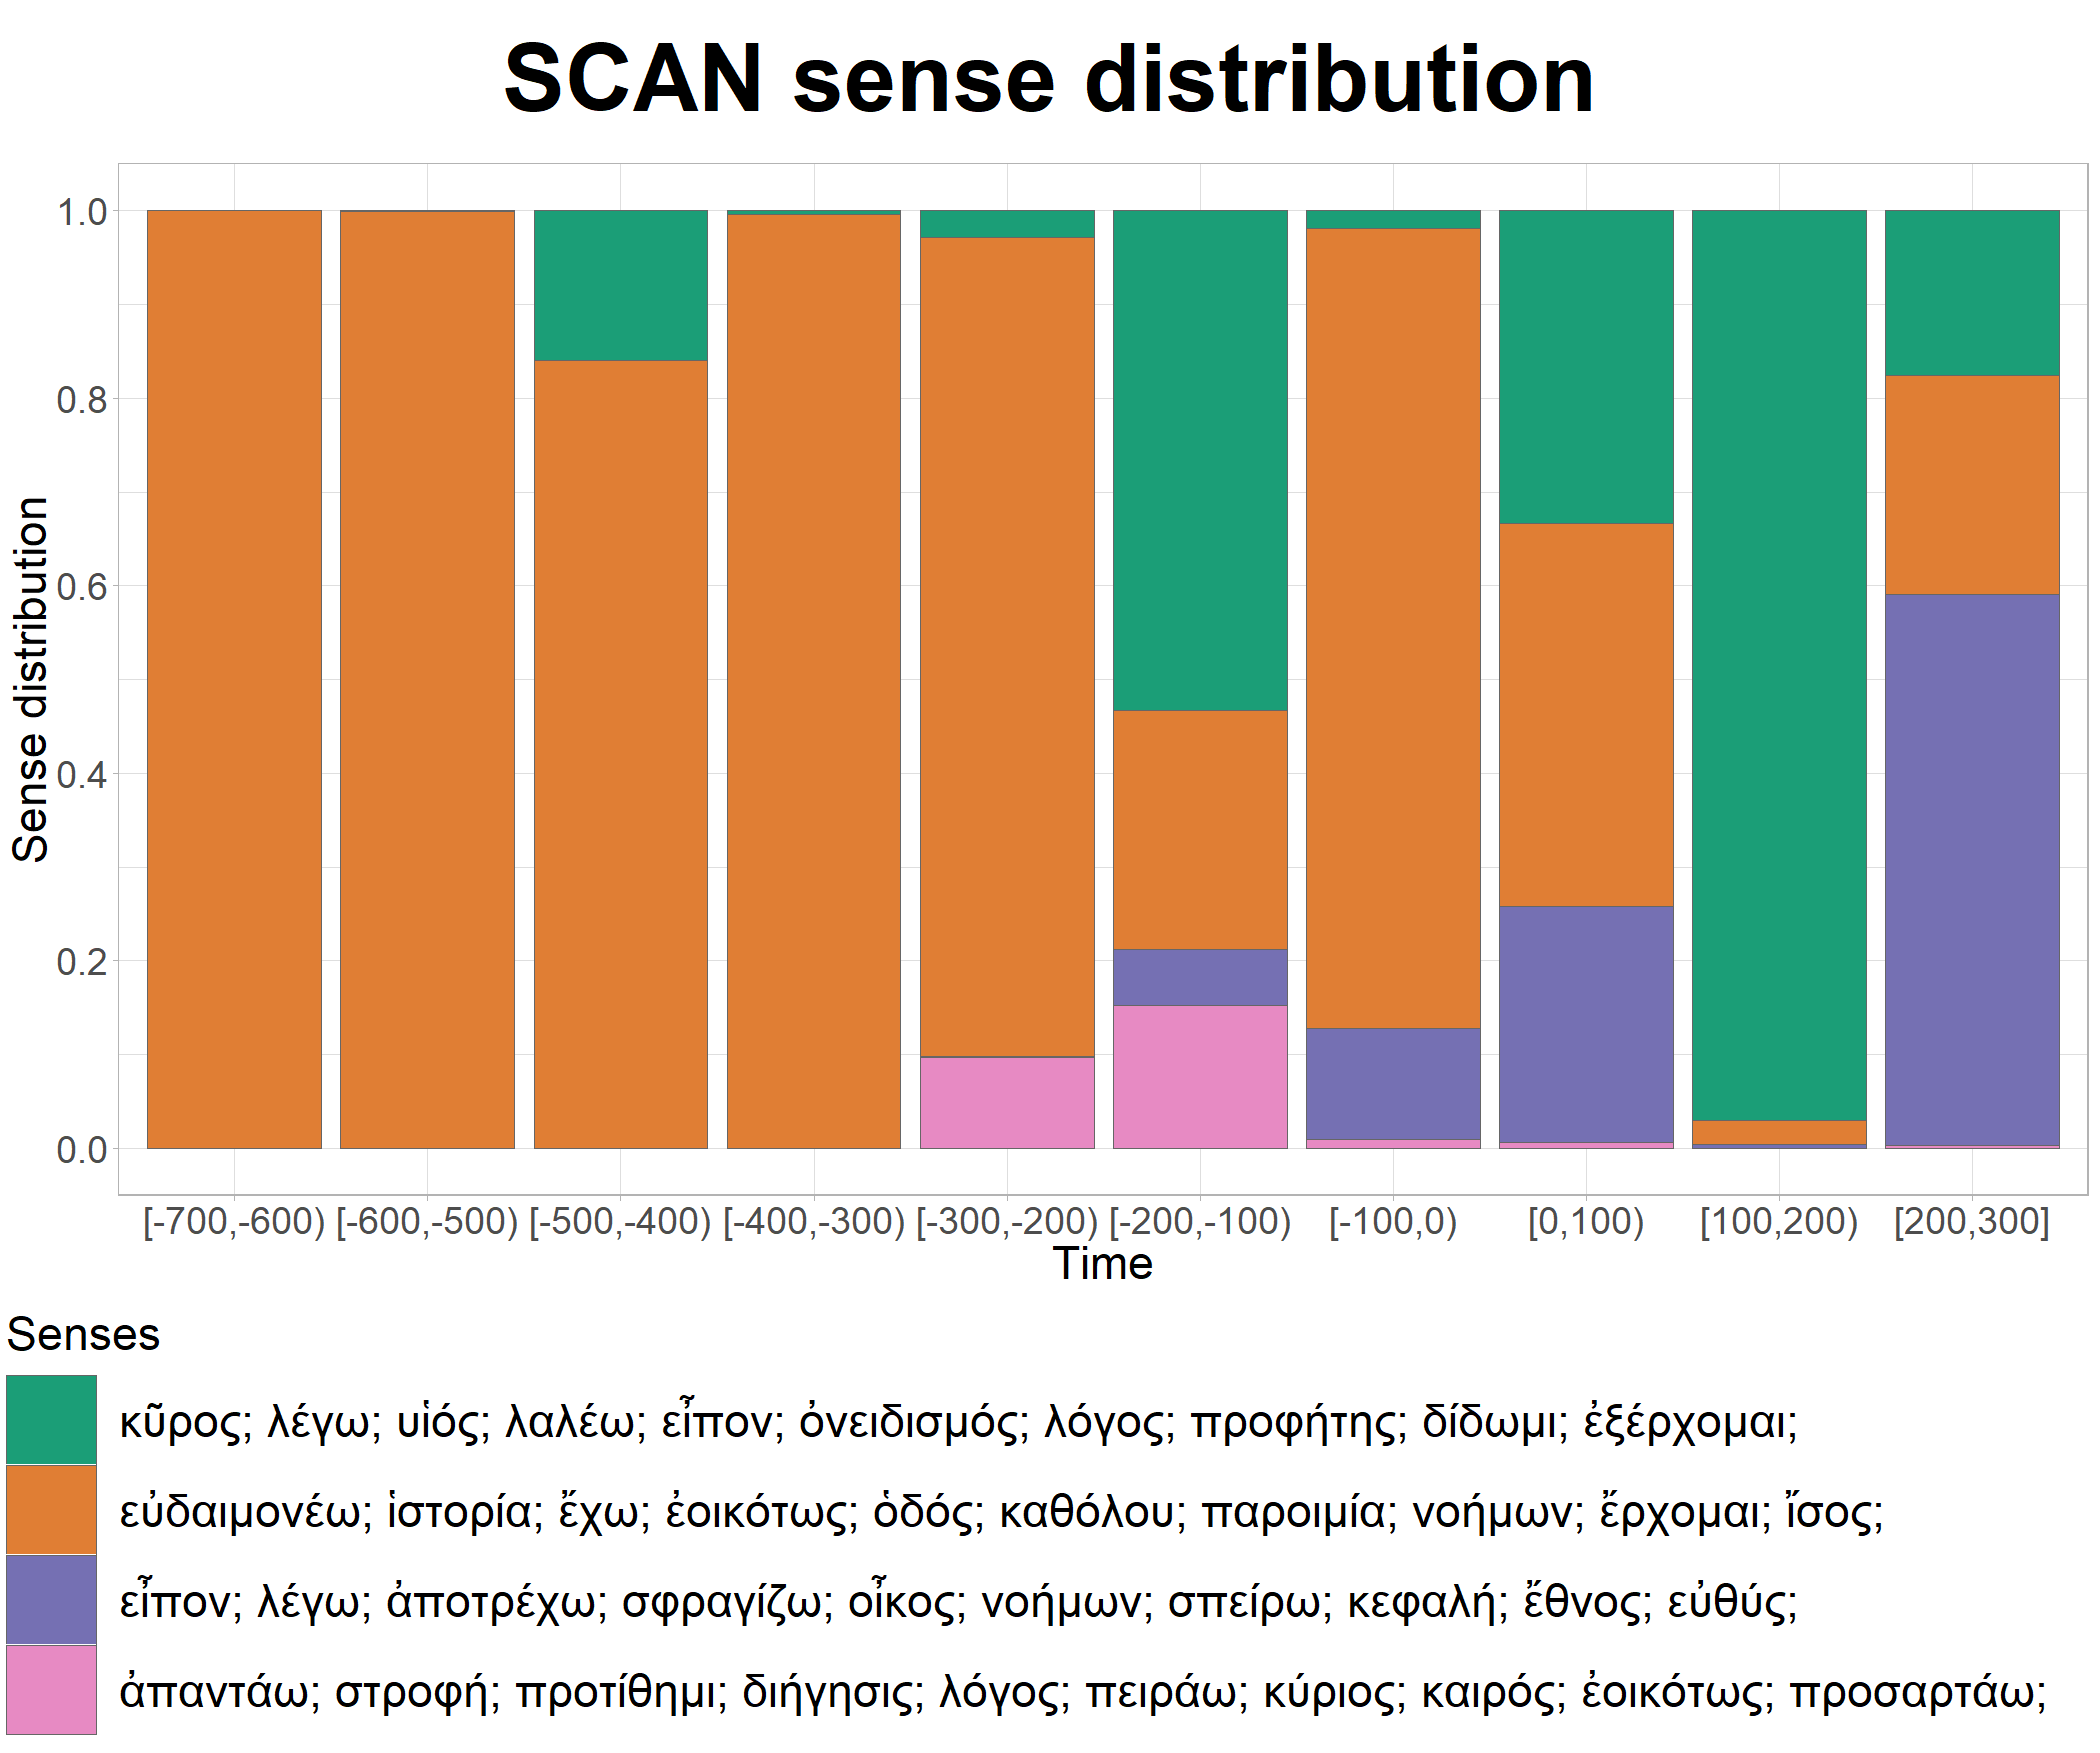 SCAN sense distribution
Sense distribution
1.0
0.8
0.6
0.4
0.2
0.0
[-700,-600) [-600,-500) [-500,-400) [-400,-300) [-300,-200) [-200,-100) [-100,0) [0,100) [100,200) [200,300]
Time
Senses
κῦρος; λέγω; υἱός; λαλέω; εἶπον; ὀνειδισμός; λόγος; προφήτης; δίδωμι; ἐξέρχομαι;
εὐδαιμονέω; ἱστορία; ἔχω; ἐοικότως; ὁδός; καθόλου; παροιμία; νοήμων; ἔρχομαι; ἴσος;
εἶπον; λέγω; ἀποτρέχω; σφραγίζω; οἶκος; νοήμων; σπείρω; κεφαλή; ἔθνος; εὐθύς;
ἀπαντάω; στροφή; προτίθημι; διήγησις; λόγος; πειράω; κύριος; καιρός; ἐοικότως; προσαρτάω;